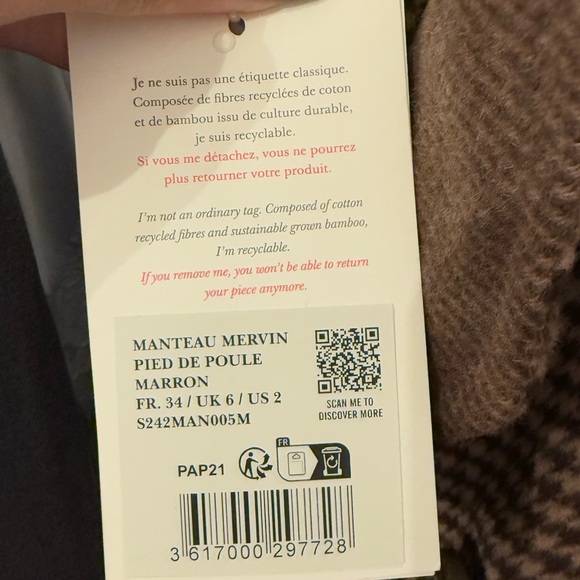 Je ne suis pas une étiquette classique.
Composée de fibres recyclées de coton
et de bambou issu de culture durable,
je suis recyclable.
Si vous me détachez, vous ne pourrez
plus retourner votre produit.
I'm not an ordinary tag. Composed of cotton
recycled fibres and sustainable grown bamboo,
I'm recyclable.
If you remove me, you won't be able to return
your piece anymore.
MANTEAU MERVIN
PIED DE POULE
MARRON
FR. 34 / UK 6 / US 2
S242MAN005M
SCAN ME TO
DISCOVER MORE
PAP21
FR
3 617000 297728